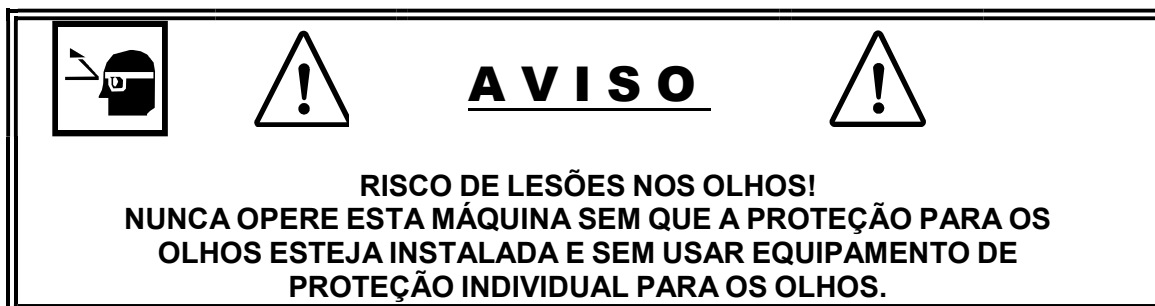 AVISO
RISCO DE LESÕES NOS OLHOS!
NUNCA OPERE ESTA MÁQUINA SEM QUE A PROTEÇÃO PARA OS
OLHOS ESTEJA INSTALADA E SEM USAR EQUIPAMENTO DE
PROTEÇÃO INDIVIDUAL PARA OS OLHOS.